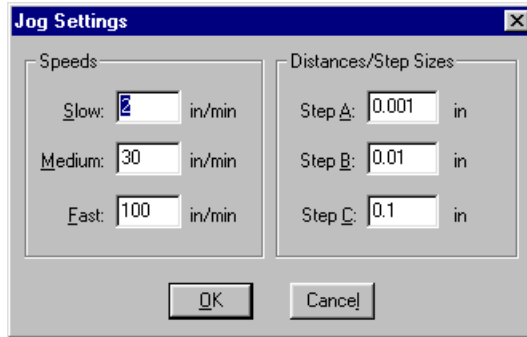 Jog Settings
Speeds
Slow: 2 in/min
Medium: 30 in/min
Fast: 100 in/min
Distances/Step Sizes
Step A: 0.001 in
Step B: 0.01 in
Step C: 0.1 in
OK Cancel